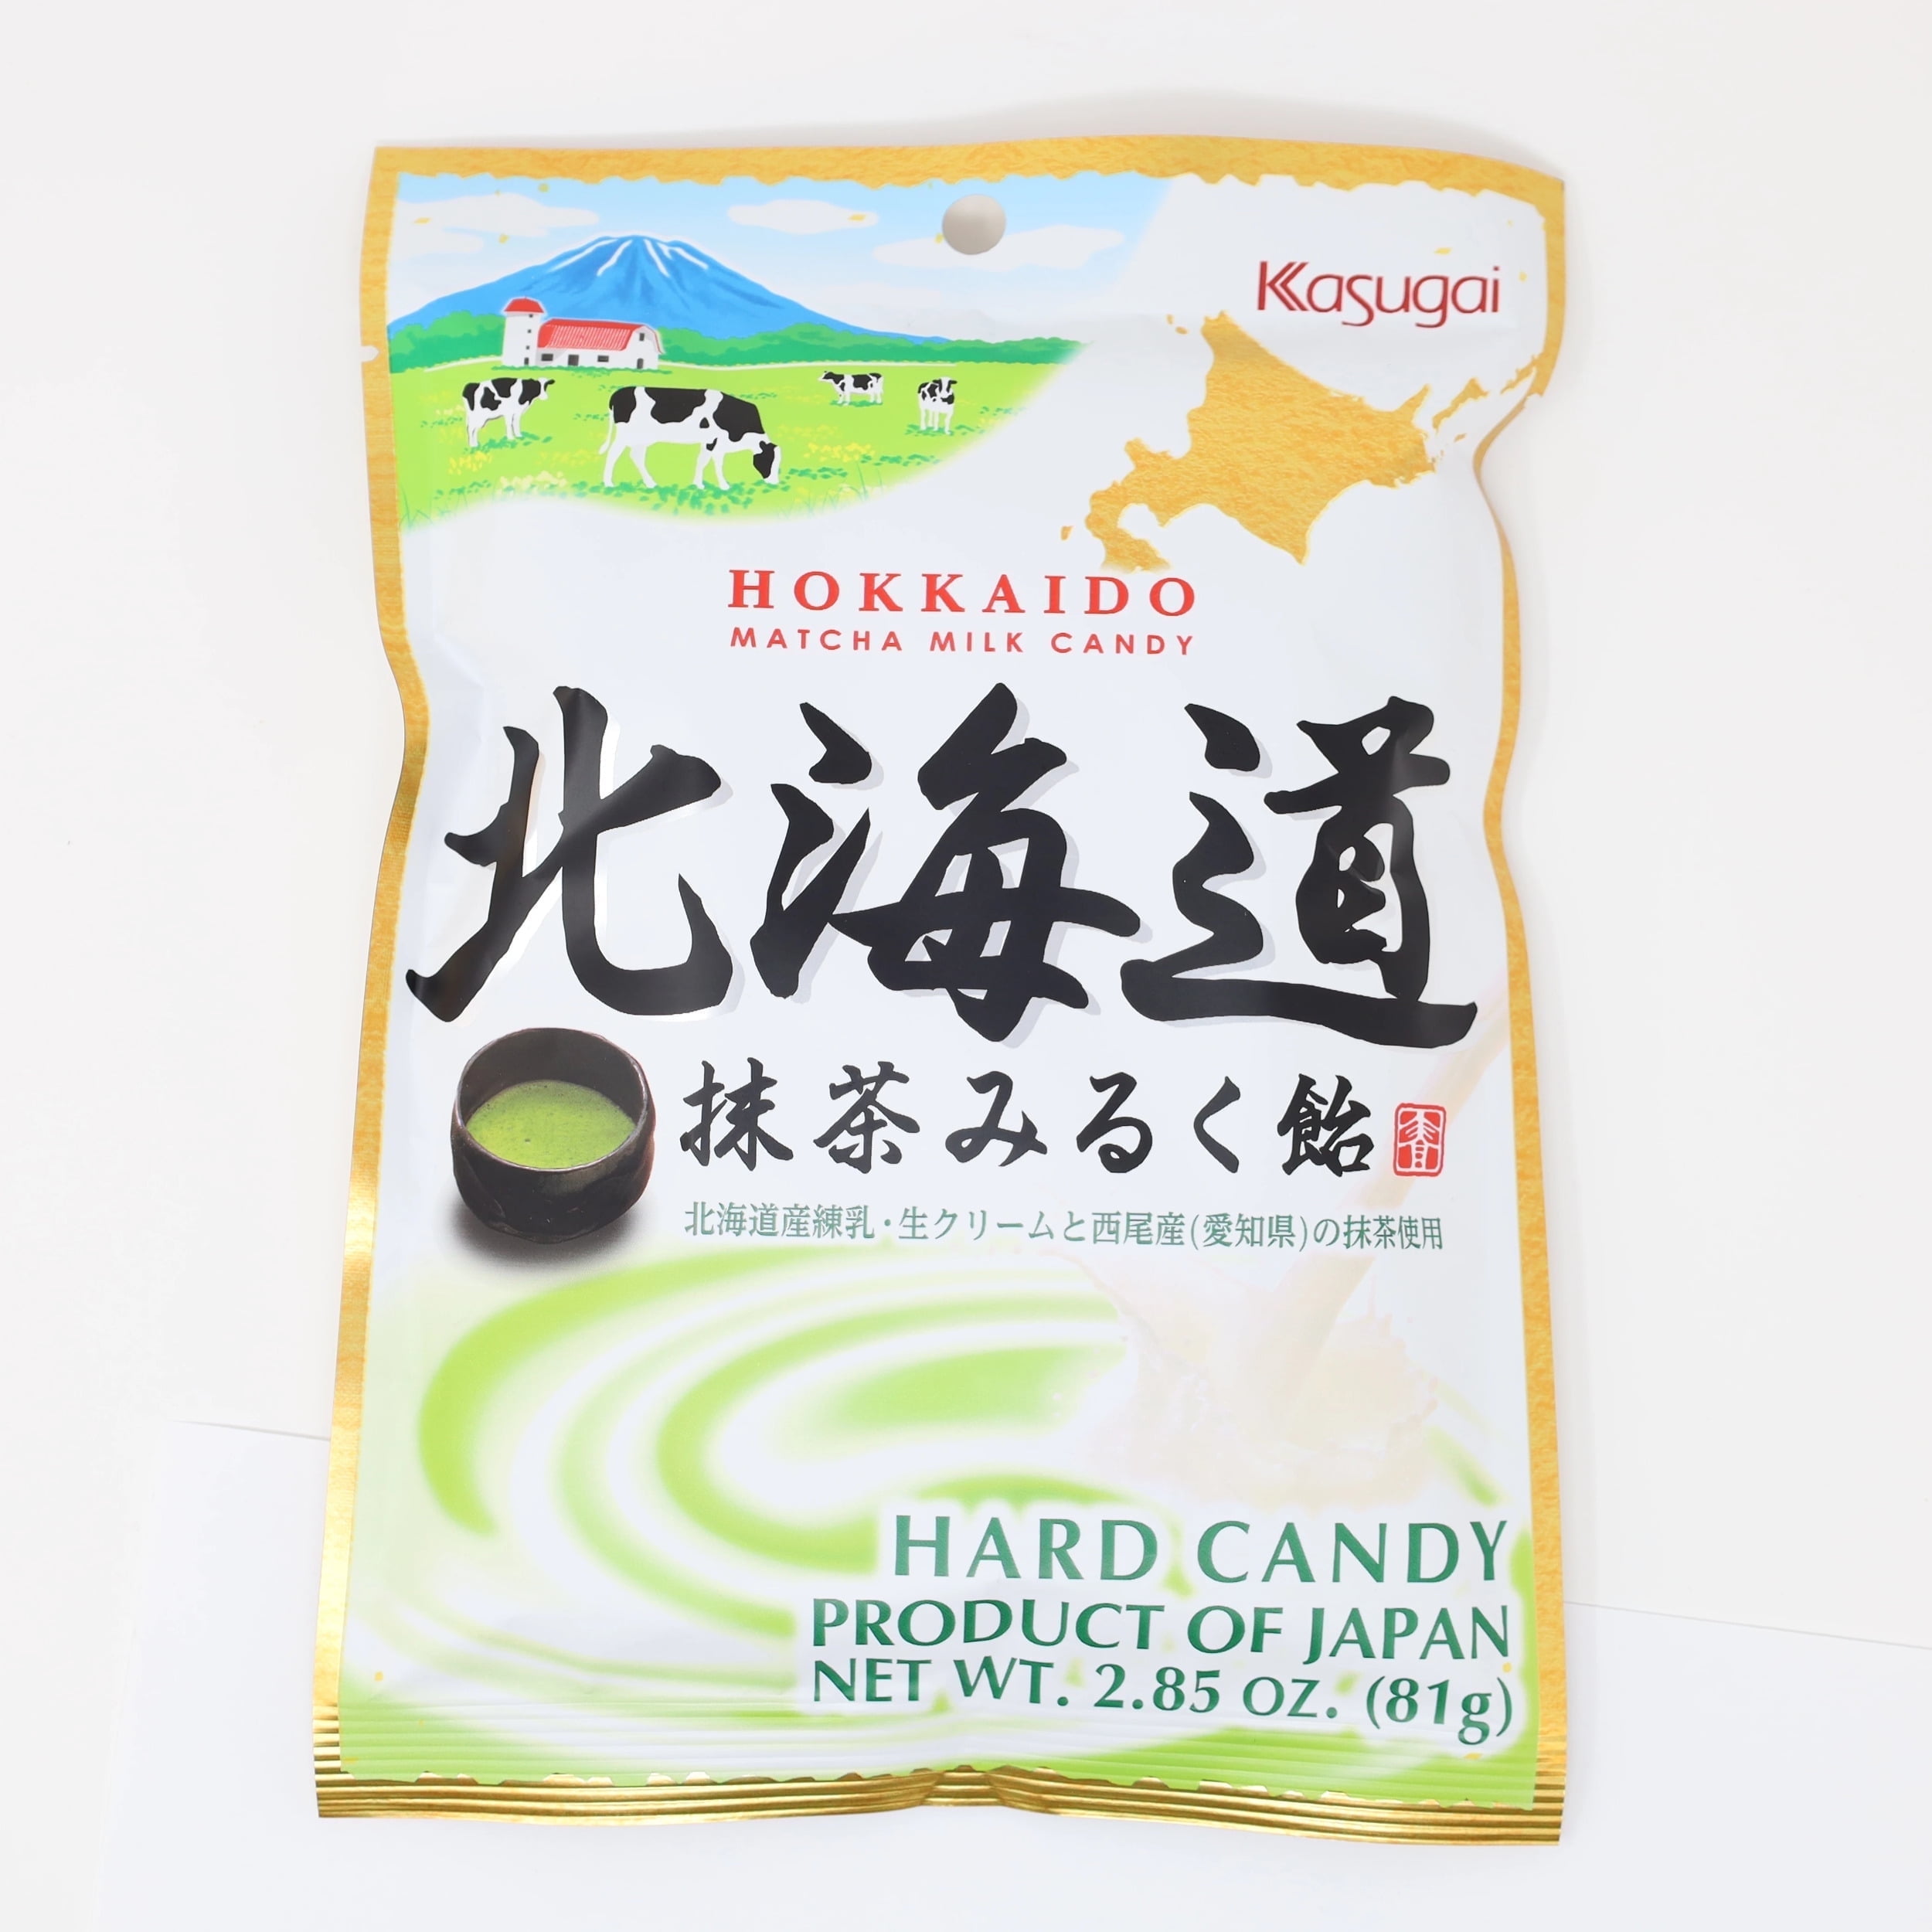 Kasugai
HOKKAIDO
MATCHA MILK CANDY
北海道
抹茶みるく飴
北海道産練乳・生クリームと西尾産(愛知県)の抹茶使用
HARD CANDY
PRODUCT OF JAPAN
NET WT. 2.85 OZ. (81g)